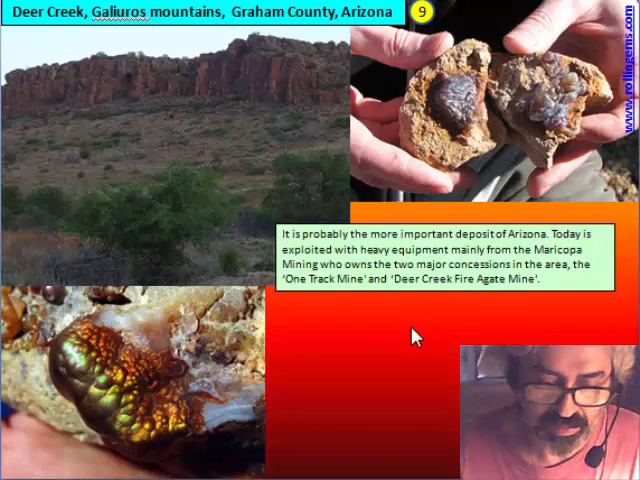 Deer Creek, Galiuros mountains, Graham County, Arizona
9
www.rollingems.com
It is probably the more important deposit of Arizona. Today is
exploited with heavy equipment mainly from the Maricopa
Mining who owns the two major concessions in the area, the
‘One Track Mine' and ‘Deer Creek Fire Agate Mine'.